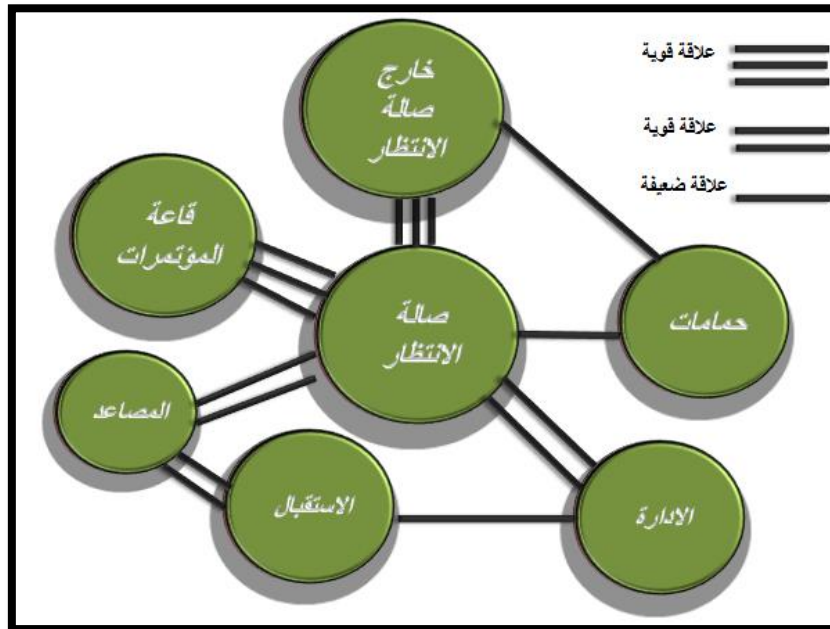 علاقة قوية
علاقة قوية
علاقة ضعيفة
خارج
صالة
الانتظار
قاعة
المؤتمرات
صالة
الانتظار
حمامات
المصاعد
الاستقبال
الادارة